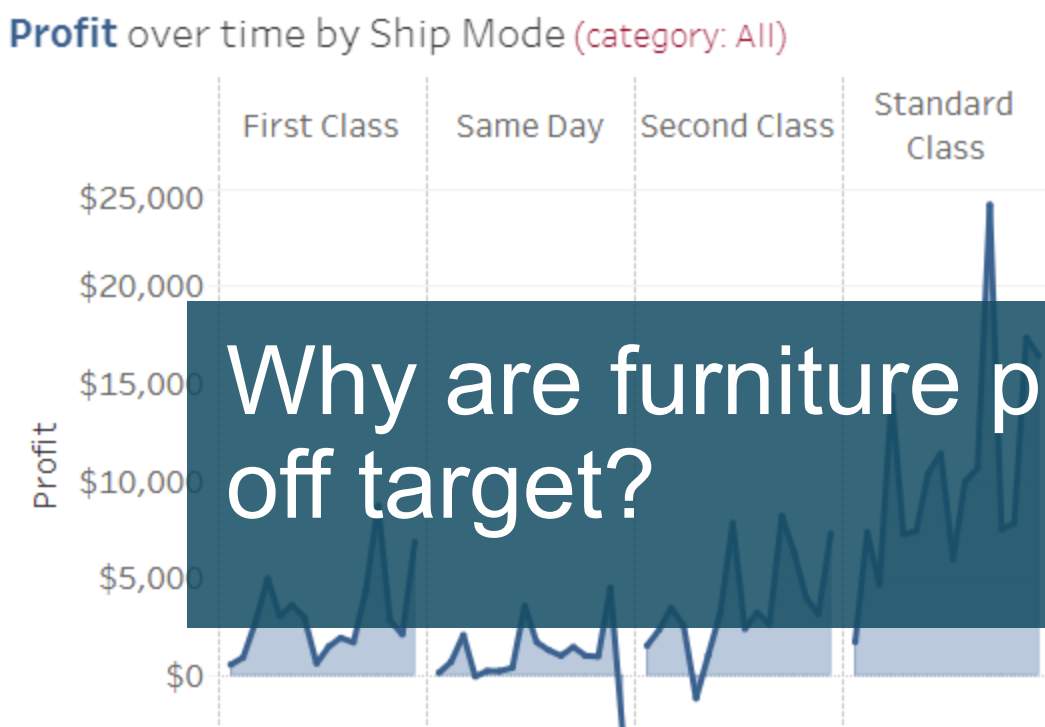 Profit over time by Ship Mode (category: All)
First Class
Same Day
Second Class
Standard
Class
$25,000
$20,000
$15,000
$10,000
$5,000
$0
Profit
Why are furniture p
off target?